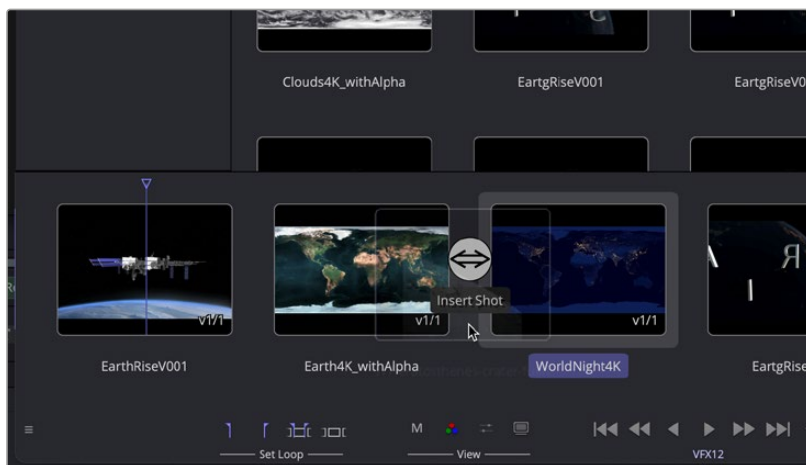 Clouds4K_withAlpha
EartgRiseV001
EartgRiseV0
Insert Shot
v1/1
v1/1
v1/1
EarthRiseV001
Earth4K_withAlpha
WorldNight4K
EartgRise
M
Set Loop
View
VFX12